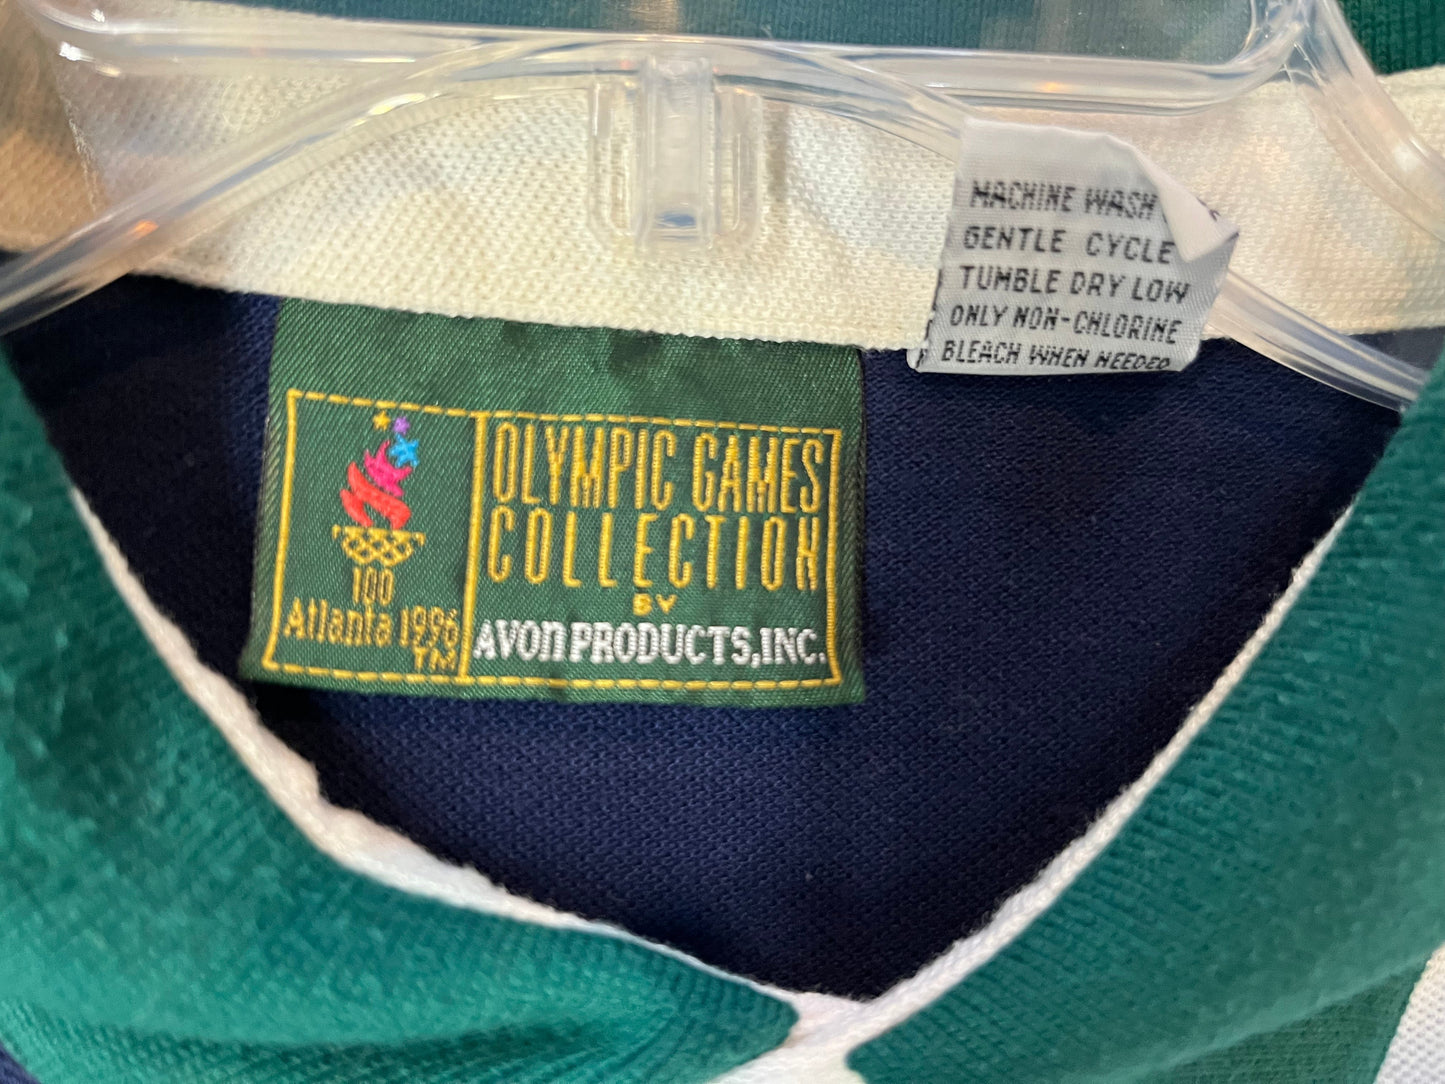 MACHINE WASH
GENTLE CYCLE
TUMBLE DRY LOW
ONLY NON-CHLORINE
BLEACH WHEN NEEDED
OLYMPIC GAMES
COLLECTION
BY
AVON PRODUCTS, INC.
100
Atlanta 1996
TM